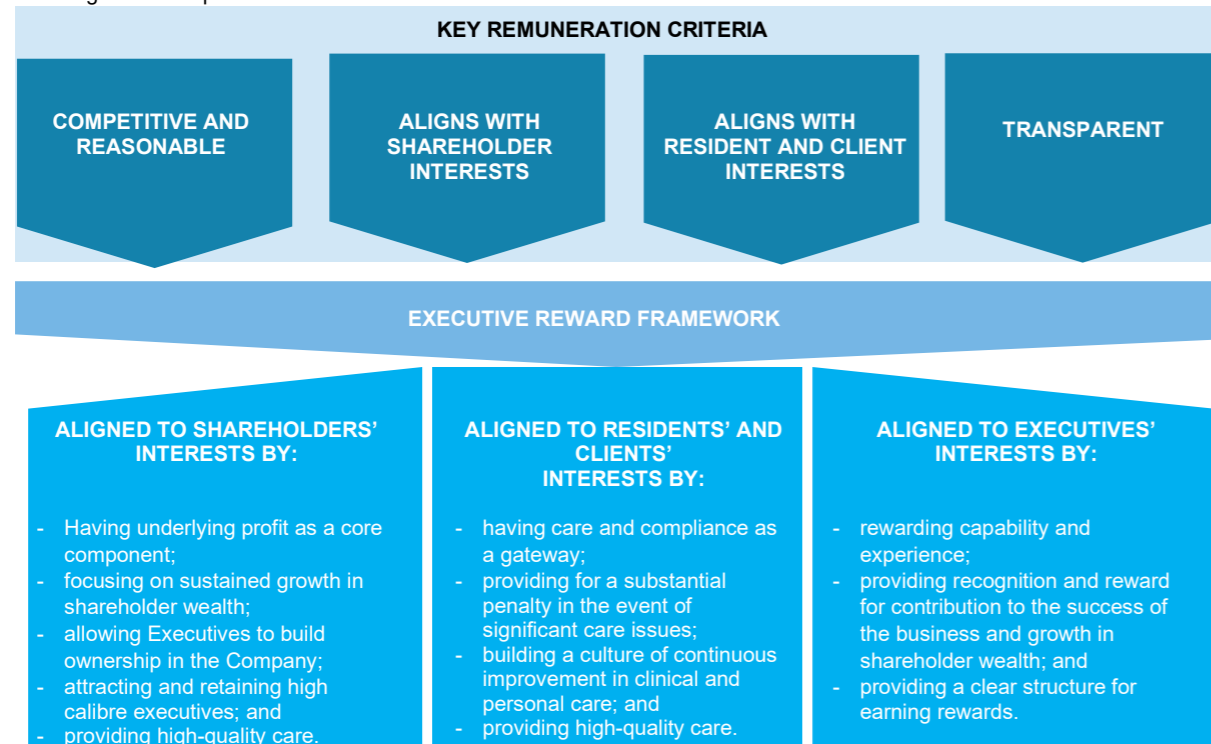 KEY REMUNERATION CRITERIA
COMPETITIVE AND
REASONABLE
ALIGNS WITH
SHAREHOLDER
INTERESTS
ALIGNS WITH
RESIDENT AND CLIENT
INTERESTS
TRANSPARENT
EXECUTIVE REWARD FRAMEWORK
ALIGNED TO SHAREHOLDERS’
INTERESTS BY:
- Having underlying profit as a core
component;
- focusing on sustained growth in
shareholder wealth;
- allowing Executives to build
ownership in the Company;
- attracting and retaining high
calibre executives; and
- providing high-quality care.
ALIGNED TO RESIDENTS’ AND
CLIENTS’
INTERESTS BY:
- having care and compliance as
a gateway;
- providing for a substantial
penalty in the event of
significant care issues;
- building a culture of continuous
improvement in clinical and
personal care; and
- providing high-quality care.
ALIGNED TO EXECUTIVES’
INTERESTS BY:
- rewarding capability and
experience;
- providing recognition and reward
for contribution to the success of
the business and growth in
shareholder wealth; and
- providing a clear structure for
earning rewards.